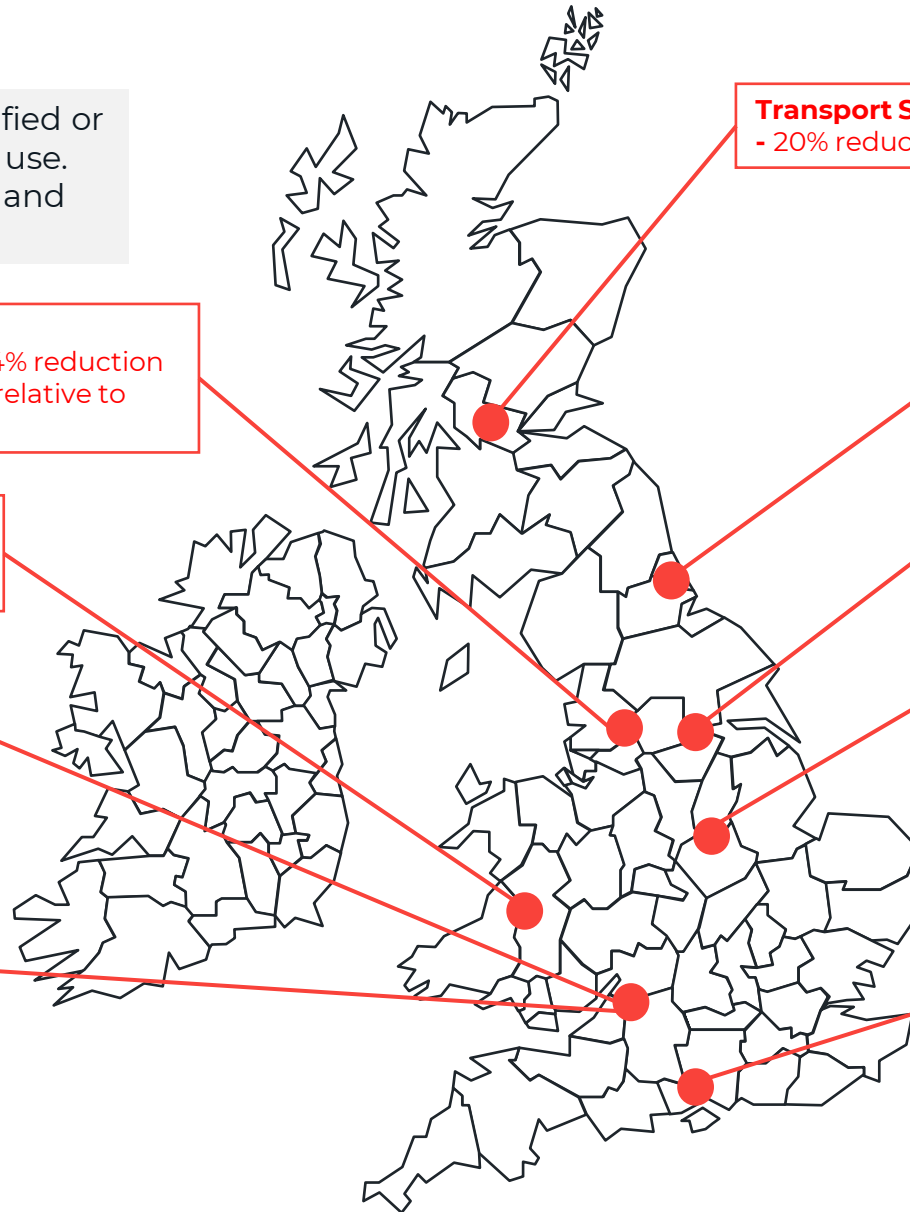 fied or
use.
and
Transport S
- 20% reduc
% reduction
relative to